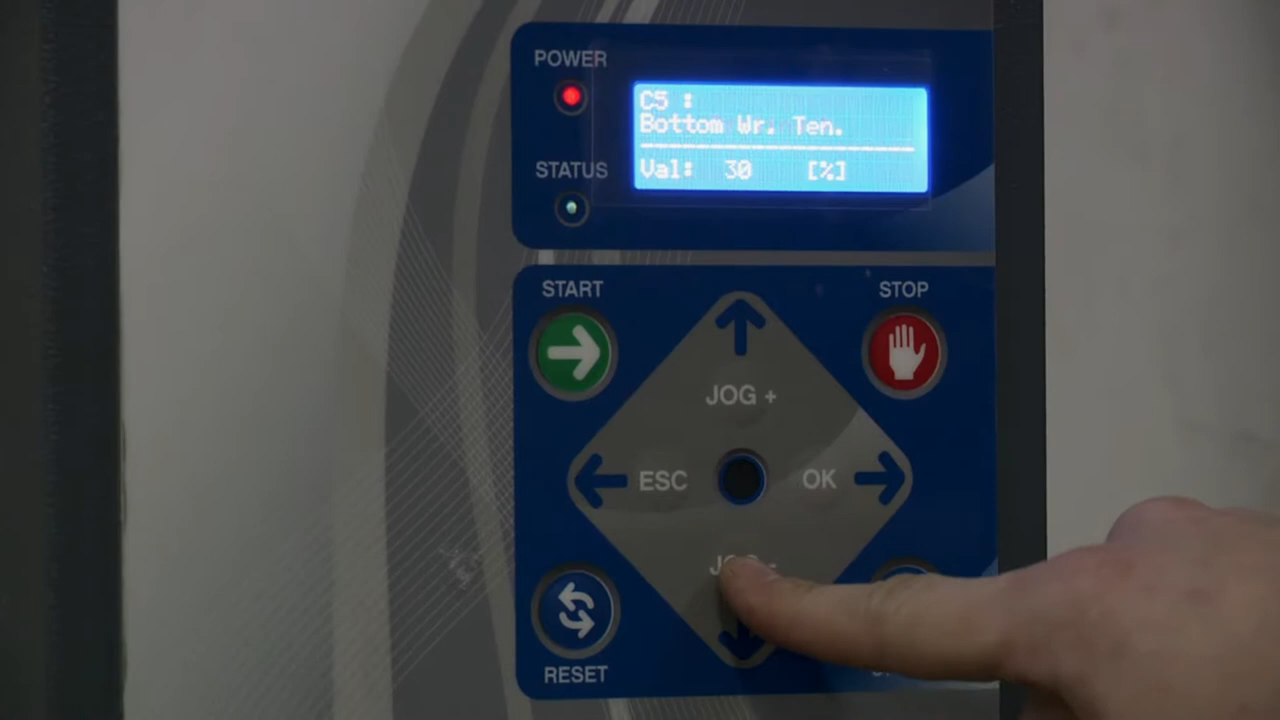 POWER
C5 :
Bottom Wr. Ten.
Val: 30 [%]
STATUS
START
STOP
JOG +
ESC
OK
RESET